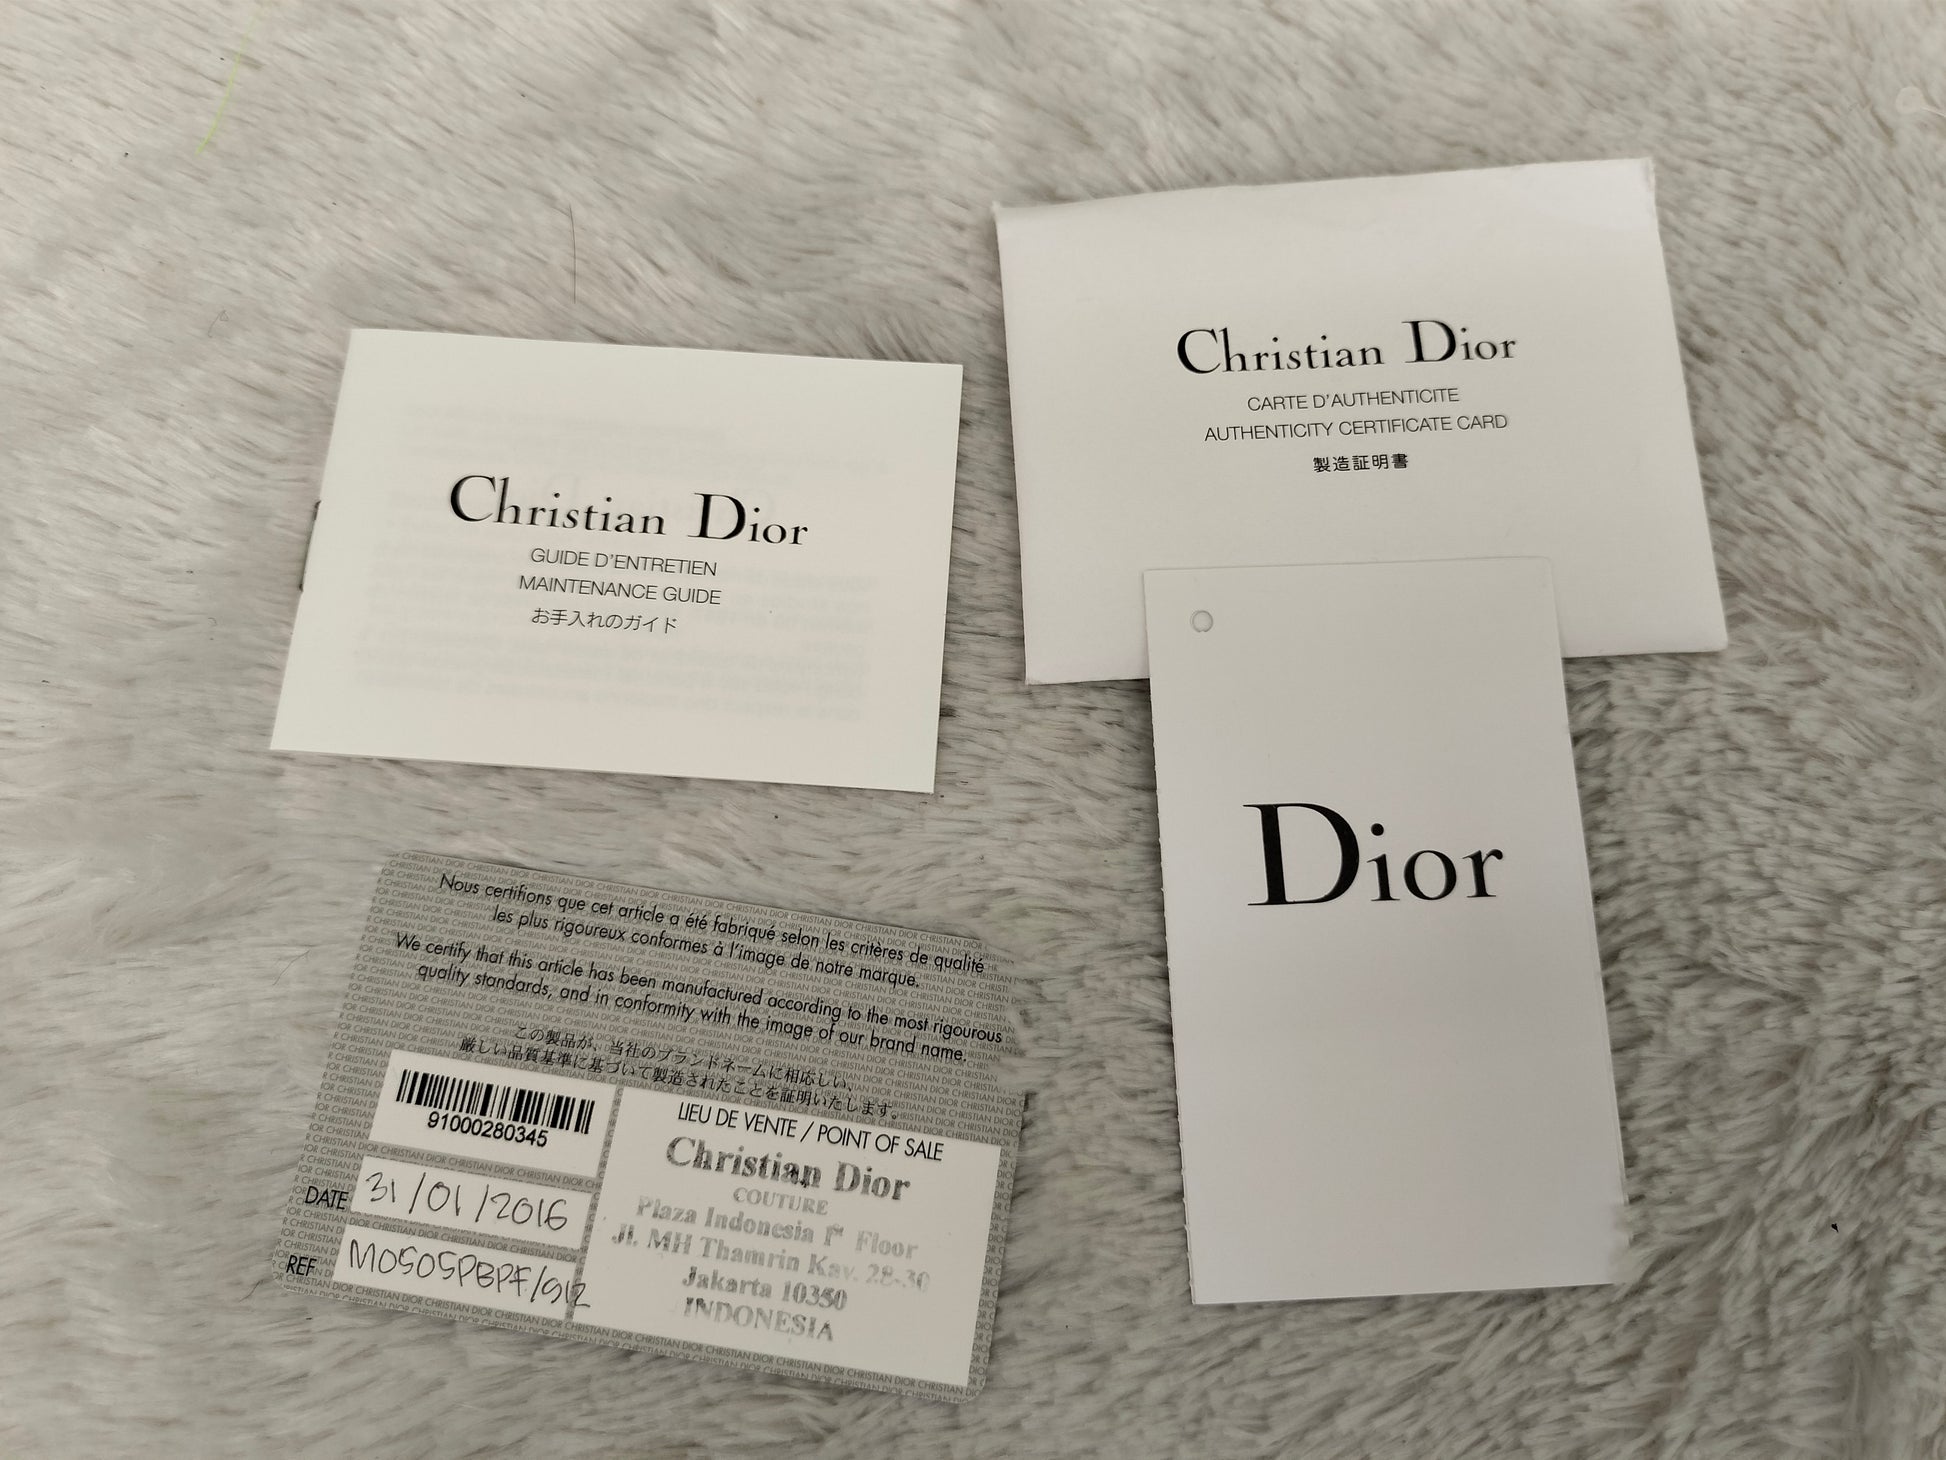 Christian Dior
GUIDE D'ENTRETIEN
MAINTENANCE GUIDE
お手入れのガイド
Christian Dior
CARTE D'AUTHENTICITE
AUTHENTICITY CERTIFICATE CARD
製造証明書
Dior
Nous certifions que cet article a été fabriqué selon les critères de qualité
les plus rigoureux conformes à l'image de notre marque.
We certify that this article has been manufactured according to the most rigourous
quality standards, and in conformity with the image of our brand name.
この製品が、当社のブランドネームに相応しい、
厳しい品質基準に基づいて製造されたことを証明いたします。
91000280345
DATE 31/01/2016
REF M0505PBPF/912
LIEU DE VENTE / POINT OF SALE
Christian Dior
COUTURE
Plaza Indonesia 1st Floor
Jl. MH Thamrin Kav. 28-30
Jakarta 10350
INDONESIA